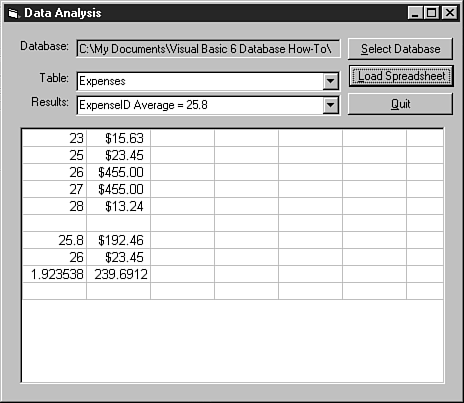 Data Analysis
Database: C:\My Documents\Visual Basic 6 Database How-To\ Select Database
Table: Expenses Load Spreadsheet
Results: ExpenseID Average = 25.8 Quit
23 $15.63
25 $23.45
26 $455.00
27 $455.00
28 $13.24
25.8 $192.46
26 $23.45
1.923538 239.6912